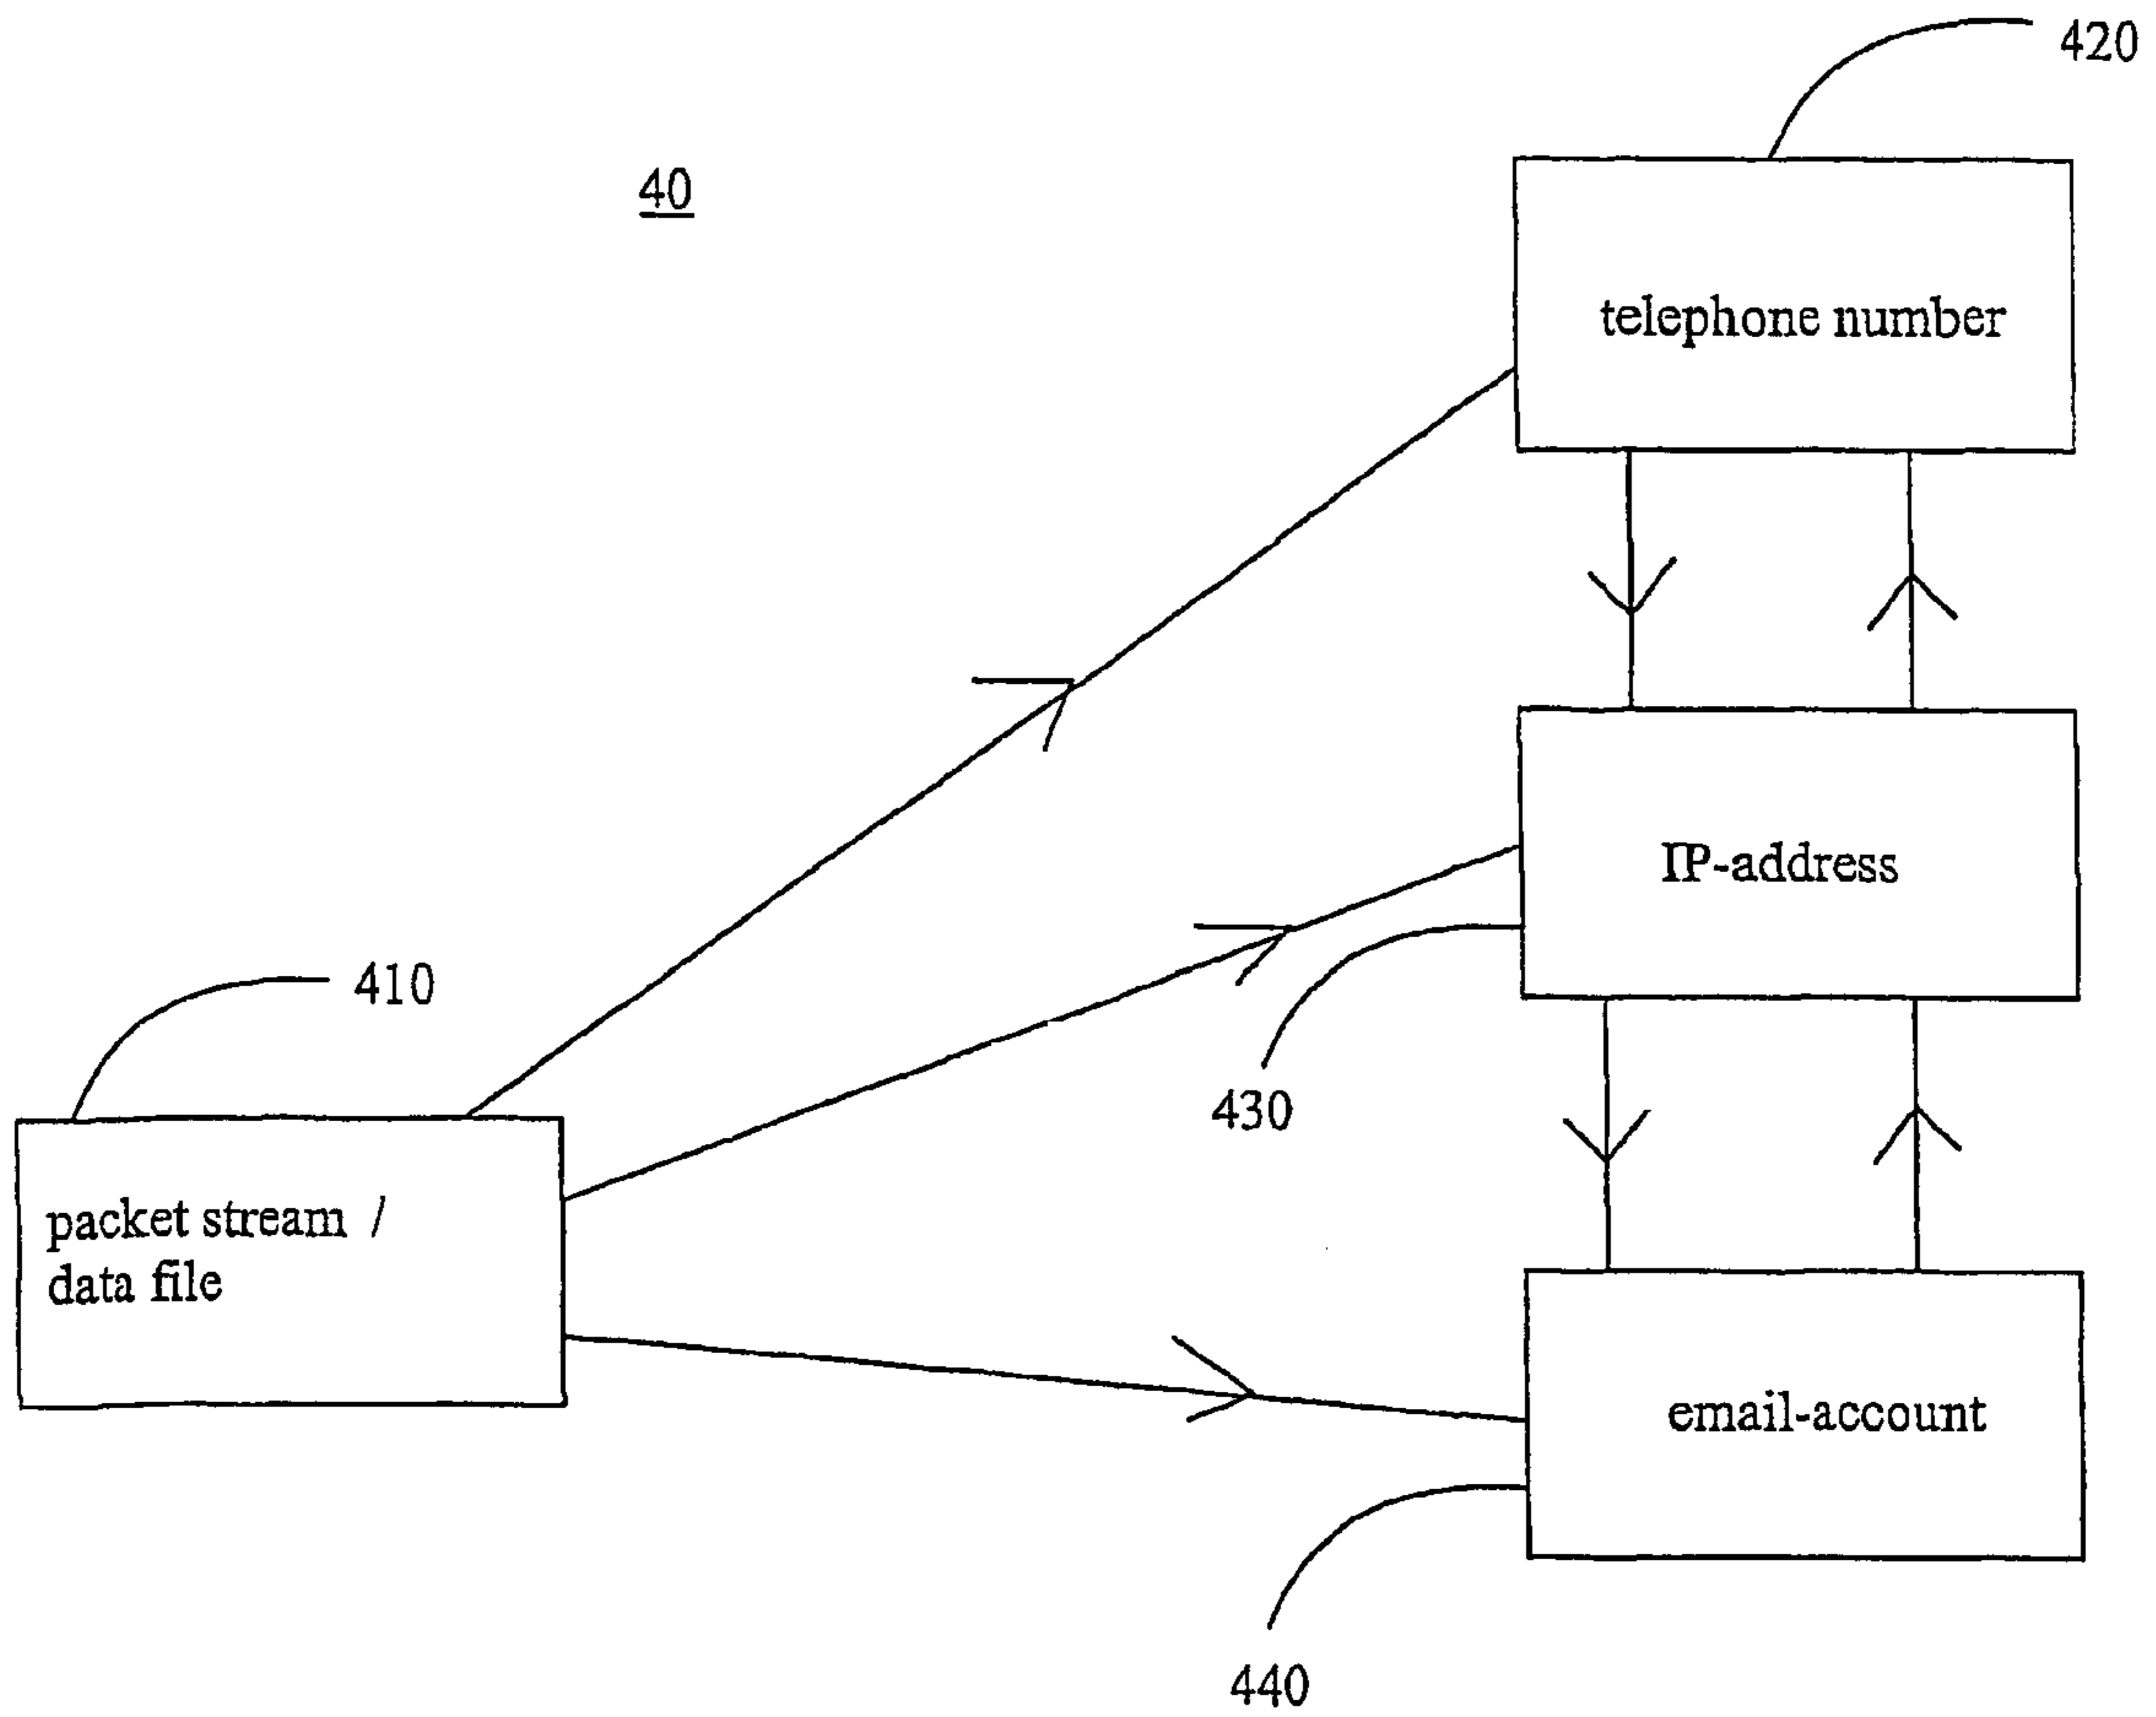 420
40
telephone number
IP-address
410
430
packet stream /
data file
email-account
440